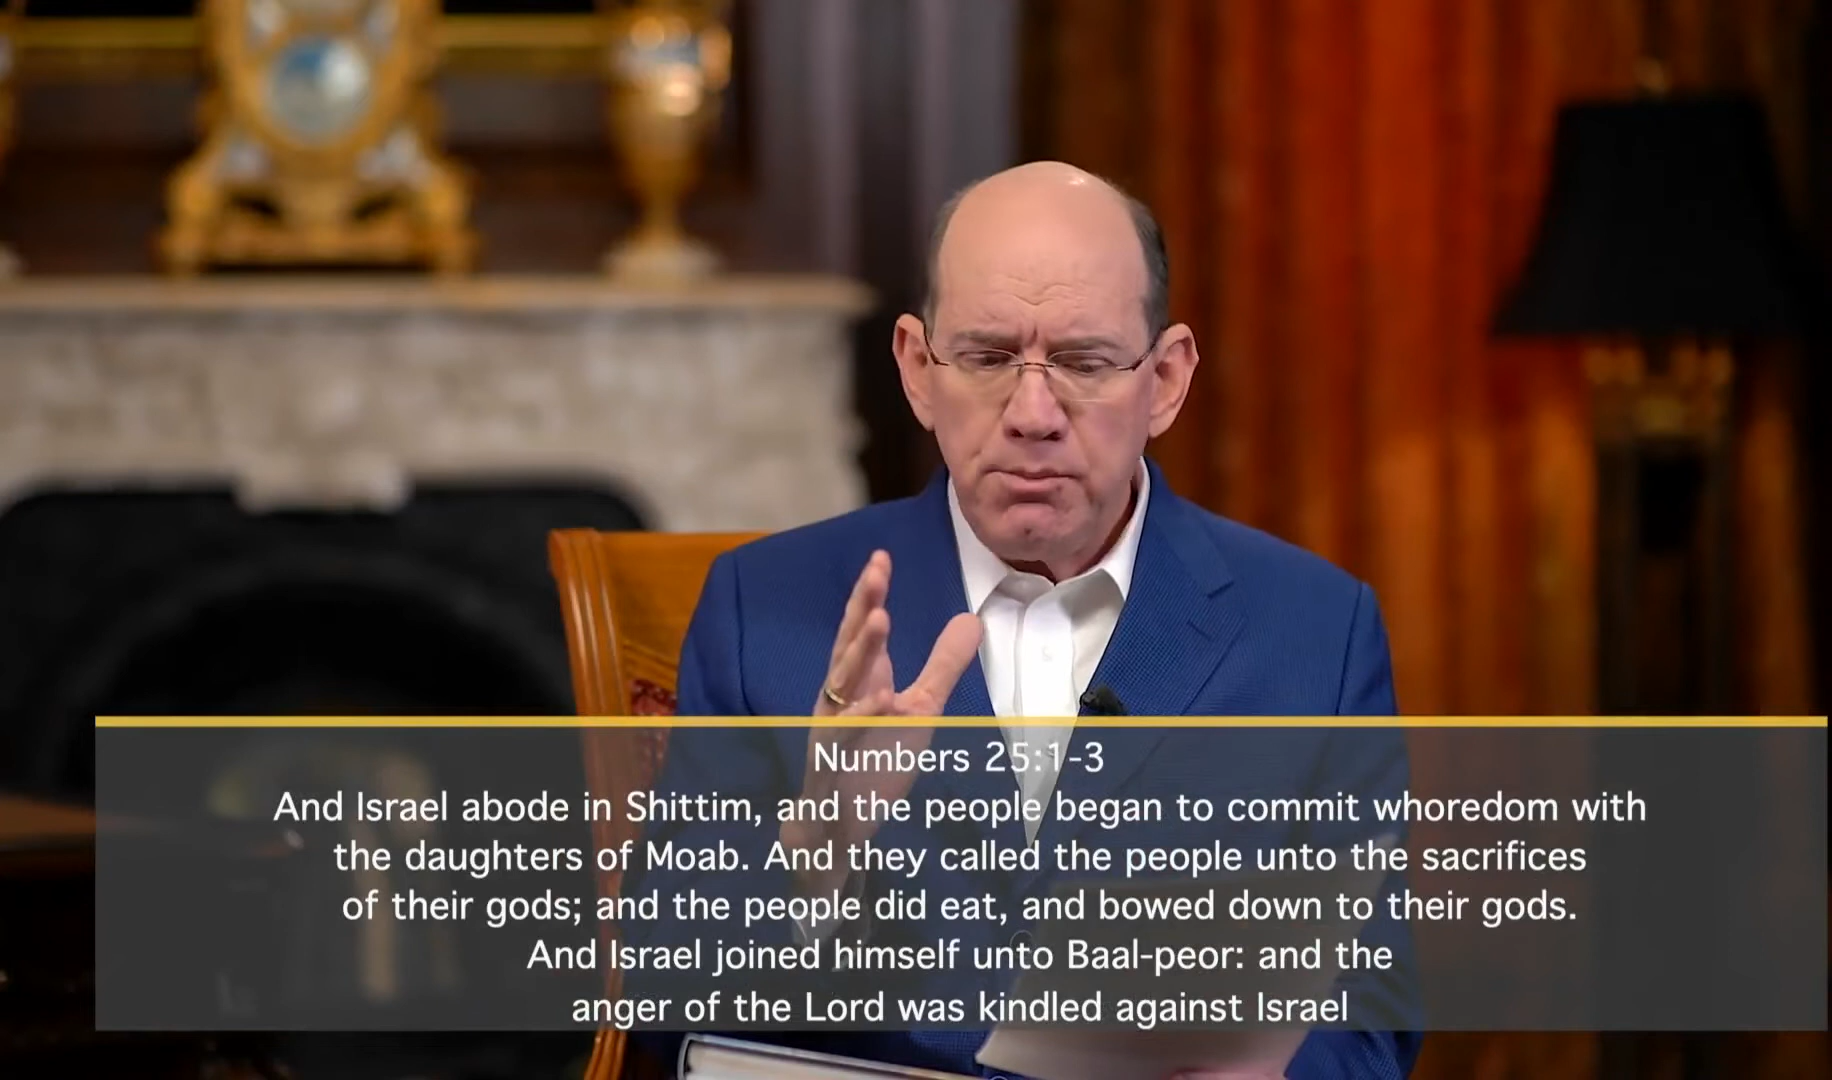 Numbers 25:1-3
And Israel abode in Shittim, and the people began to commit whoredom with
the daughters of Moab. And they called the people unto the sacrifices
of their gods; and the people did eat, and bowed down to their gods.
And Israel joined himself unto Baal-peor: and the
anger of the Lord was kindled against Israel